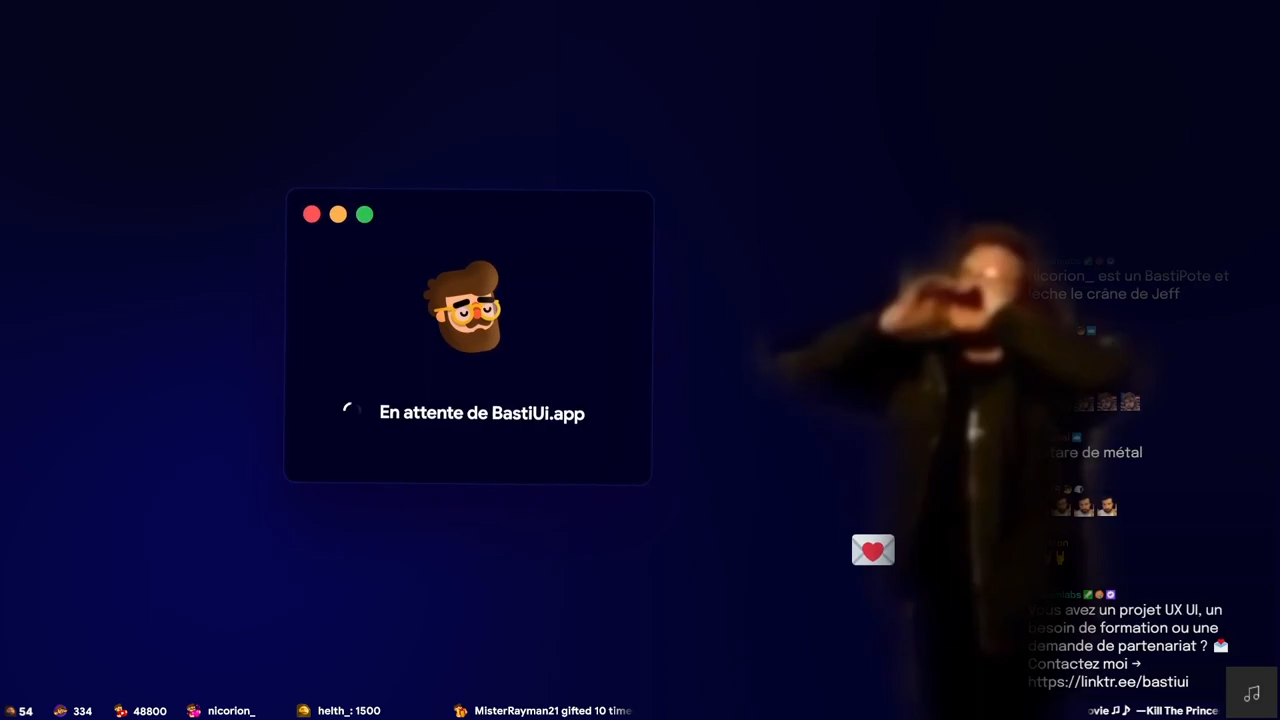 En attente de BastiUi.app
nicorion_ est un BastiPote et
lèche le crâne de Jeff
tare de métal
Vous avez un projet UX UI, un
besoin de formation ou une
demande de partenariat ?
Contactez moi →
https://linktr.ee/bastiui
54
334
48800
nicorion_
helth_: 1500
MisterRayman21 gifted 10 time
ovie ♫♪ —Kill The Prince